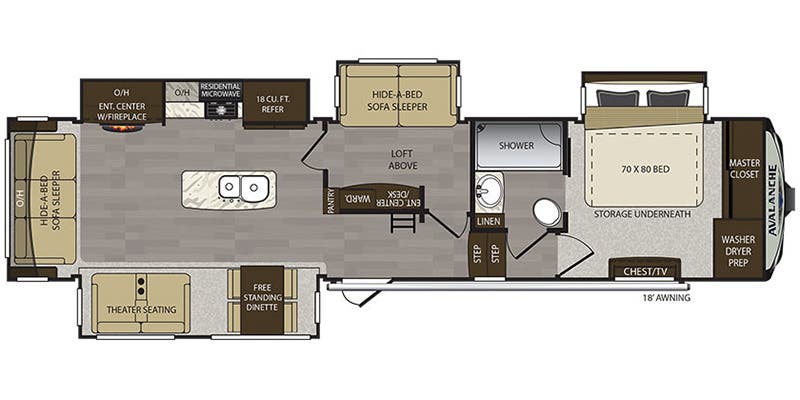 O/H
ENT. CENTER
W/FIREPLACE
O/H
RESIDENTIAL
MICROWAVE
18 CU. FT.
REFER
HIDE-A-BED
SOFA SLEEPER
O/H
HIDE-A-BED
SOFA SLEEPER
LOFT
ABOVE
PANTRY
WARD.
ENT. CENTER
/DESK
SHOWER
LINEN
STEP
STEP
70 X 80 BED
STORAGE UNDERNEATH
MASTER
CLOSET
WASHER
DRYER
PREP
CHEST/TV
AVALANCHE
THEATER SEATING
FREE
STANDING
DINETTE
18' AWNING